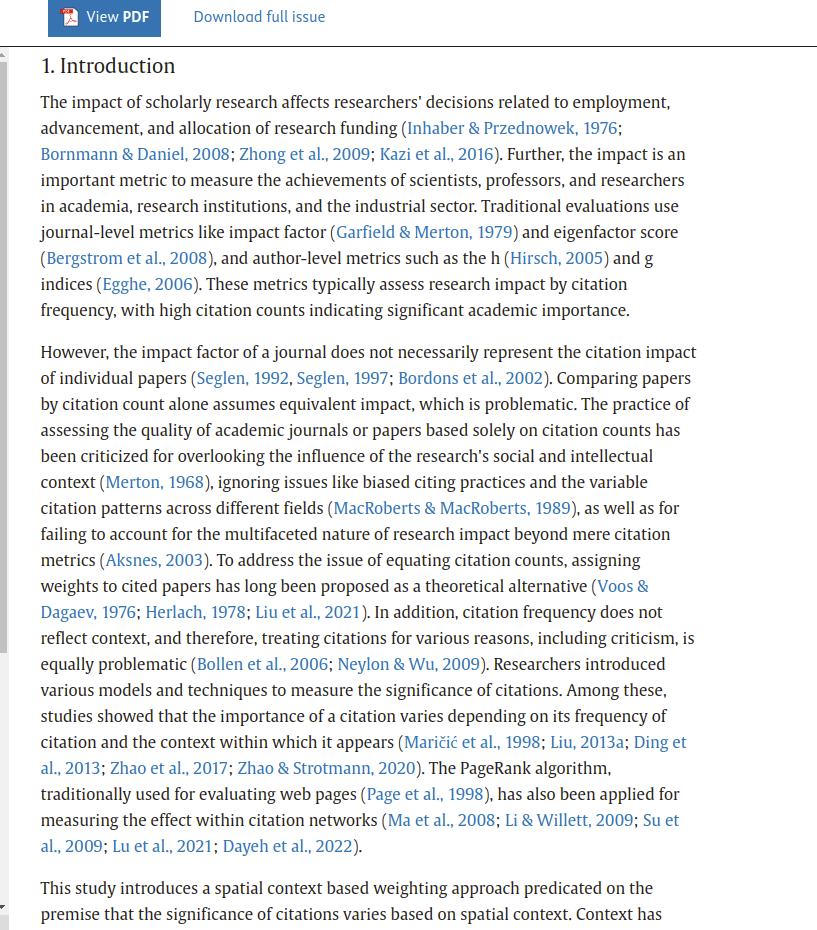 View PDF
Download full issue
1. Introduction
The impact of scholarly research affects researchers' decisions related to employment,
advancement, and allocation of research funding (Inhaber & Przednowek, 1976;
Bornmann & Daniel, 2008; Zhong et al., 2009; Kazi et al., 2016). Further, the impact is an
important metric to measure the achievements of scientists, professors, and researchers
in academia, research institutions, and the industrial sector. Traditional evaluations use
journal-level metrics like impact factor (Garfield & Merton, 1979) and eigenfactor score
(Bergstrom et al., 2008), and author-level metrics such as the h (Hirsch, 2005) and g
indices (Egghe, 2006). These metrics typically assess research impact by citation
frequency, with high citation counts indicating significant academic importance.
However, the impact factor of a journal does not necessarily represent the citation impact
of individual papers (Seglen, 1992, Seglen, 1997; Bordons et al., 2002). Comparing papers
by citation count alone assumes equivalent impact, which is problematic. The practice of
assessing the quality of academic journals or papers based solely on citation counts has
been criticized for overlooking the influence of the research's social and intellectual
context (Merton, 1968), ignoring issues like biased citing practices and the variable
citation patterns across different fields (MacRoberts & MacRoberts, 1989), as well as for
failing to account for the multifaceted nature of research impact beyond mere citation
metrics (Aksnes, 2003). To address the issue of equating citation counts, assigning
weights to cited papers has long been proposed as a theoretical alternative (Voos &
Dagaev, 1976; Herlach, 1978; Liu et al., 2021). In addition, citation frequency does not
reflect context, and therefore, treating citations for various reasons, including criticism, is
equally problematic (Bollen et al., 2006; Neylon & Wu, 2009). Researchers introduced
various models and techniques to measure the significance of citations. Among these,
studies showed that the importance of a citation varies depending on its frequency of
citation and the context within which it appears (Maričić et al., 1998; Liu, 2013a; Ding et
al., 2013; Zhao et al., 2017; Zhao & Strotmann, 2020). The PageRank algorithm,
traditionally used for evaluating web pages (Page et al., 1998), has also been applied for
measuring the effect within citation networks (Ma et al., 2008; Li & Willett, 2009; Su et
al., 2009; Lu et al., 2021; Dayeh et al., 2022).
This study introduces a spatial context based weighting approach predicated on the
premise that the significance of citations varies based on spatial context. Context has